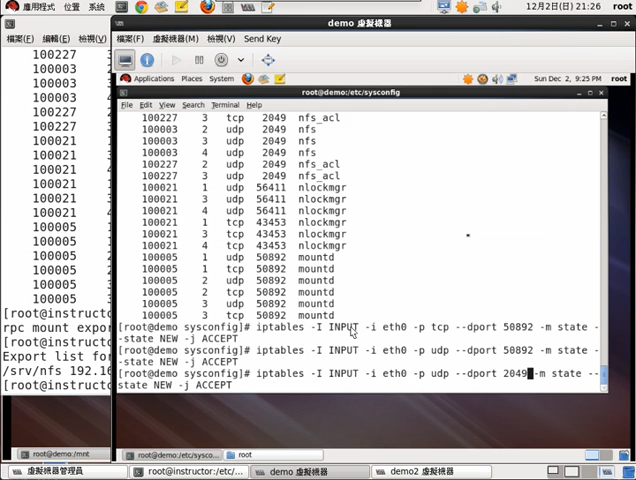 應用程式 位置 系統 12月2日(日) 21:26 root
檔案(F) 編輯(E) 檢視(V)
100227
100003
100003
100003
100227
100227
100021
100021
100021
100021
100021
100021
100005
100005
100005
100005
100005
100005
[root@instructo
rpc mount expor
[root@instructo
Export list for
/srv/nfs 192.16
[root@instructo
root@demo:/mnt
demo 虛擬機器
檔案(F) 虛擬機器(M) 檢視(V) Send Key
Applications Places System Sun Dec 2, 9:25 PM root
root@demo:/etc/sysconfig
File Edit View Search Terminal Help
100227 3 tcp 2049 nfs_acl
100003 2 udp 2049 nfs
100003 3 udp 2049 nfs
100003 4 udp 2049 nfs
100227 2 udp 2049 nfs_acl
100227 3 udp 2049 nfs_acl
100021 1 udp 56411 nlockmgr
100021 3 udp 56411 nlockmgr
100021 4 udp 56411 nlockmgr
100021 1 tcp 43453 nlockmgr
100021 3 tcp 43453 nlockmgr
100021 4 tcp 43453 nlockmgr
100005 1 udp 50892 mountd
100005 1 tcp 50892 mountd
100005 2 udp 50892 mountd
100005 2 tcp 50892 mountd
100005 3 udp 50892 mountd
100005 3 tcp 50892 mountd
[root@demo sysconfig]# iptables -I INPUT -i eth0 -p tcp --dport 50892 -m state -
-state NEW -j ACCEPT
[root@demo sysconfig]# iptables -I INPUT -i eth0 -p udp --dport 50892 -m state -
-state NEW -j ACCEPT
[root@demo sysconfig]# iptables -I INPUT -i eth0 -p udp --dport 2049 -m state --
state NEW -j ACCEPT
root@demo:/etc/sysco... root
虛擬機器管理員 root@instructor:/etc/... demo 虛擬機器 demo2 虛擬機器